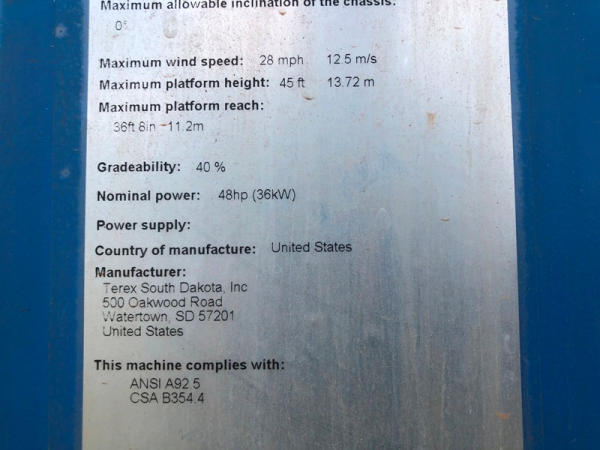 Maximum allowable inclination of the chassis:
0°
Maximum wind speed: 28 mph 12.5 m/s
Maximum platform height: 45 ft 13.72 m
Maximum platform reach:
36ft 8in - 11.2m
Gradeability: 40 %
Nominal power: 48hp (36kW)
Power supply:
Country of manufacture: United States
Manufacturer:
Terex South Dakota, Inc
500 Oakwood Road
Watertown, SD 57201
United States
This machine complies with:
ANSI A92.5
CSA B354.4